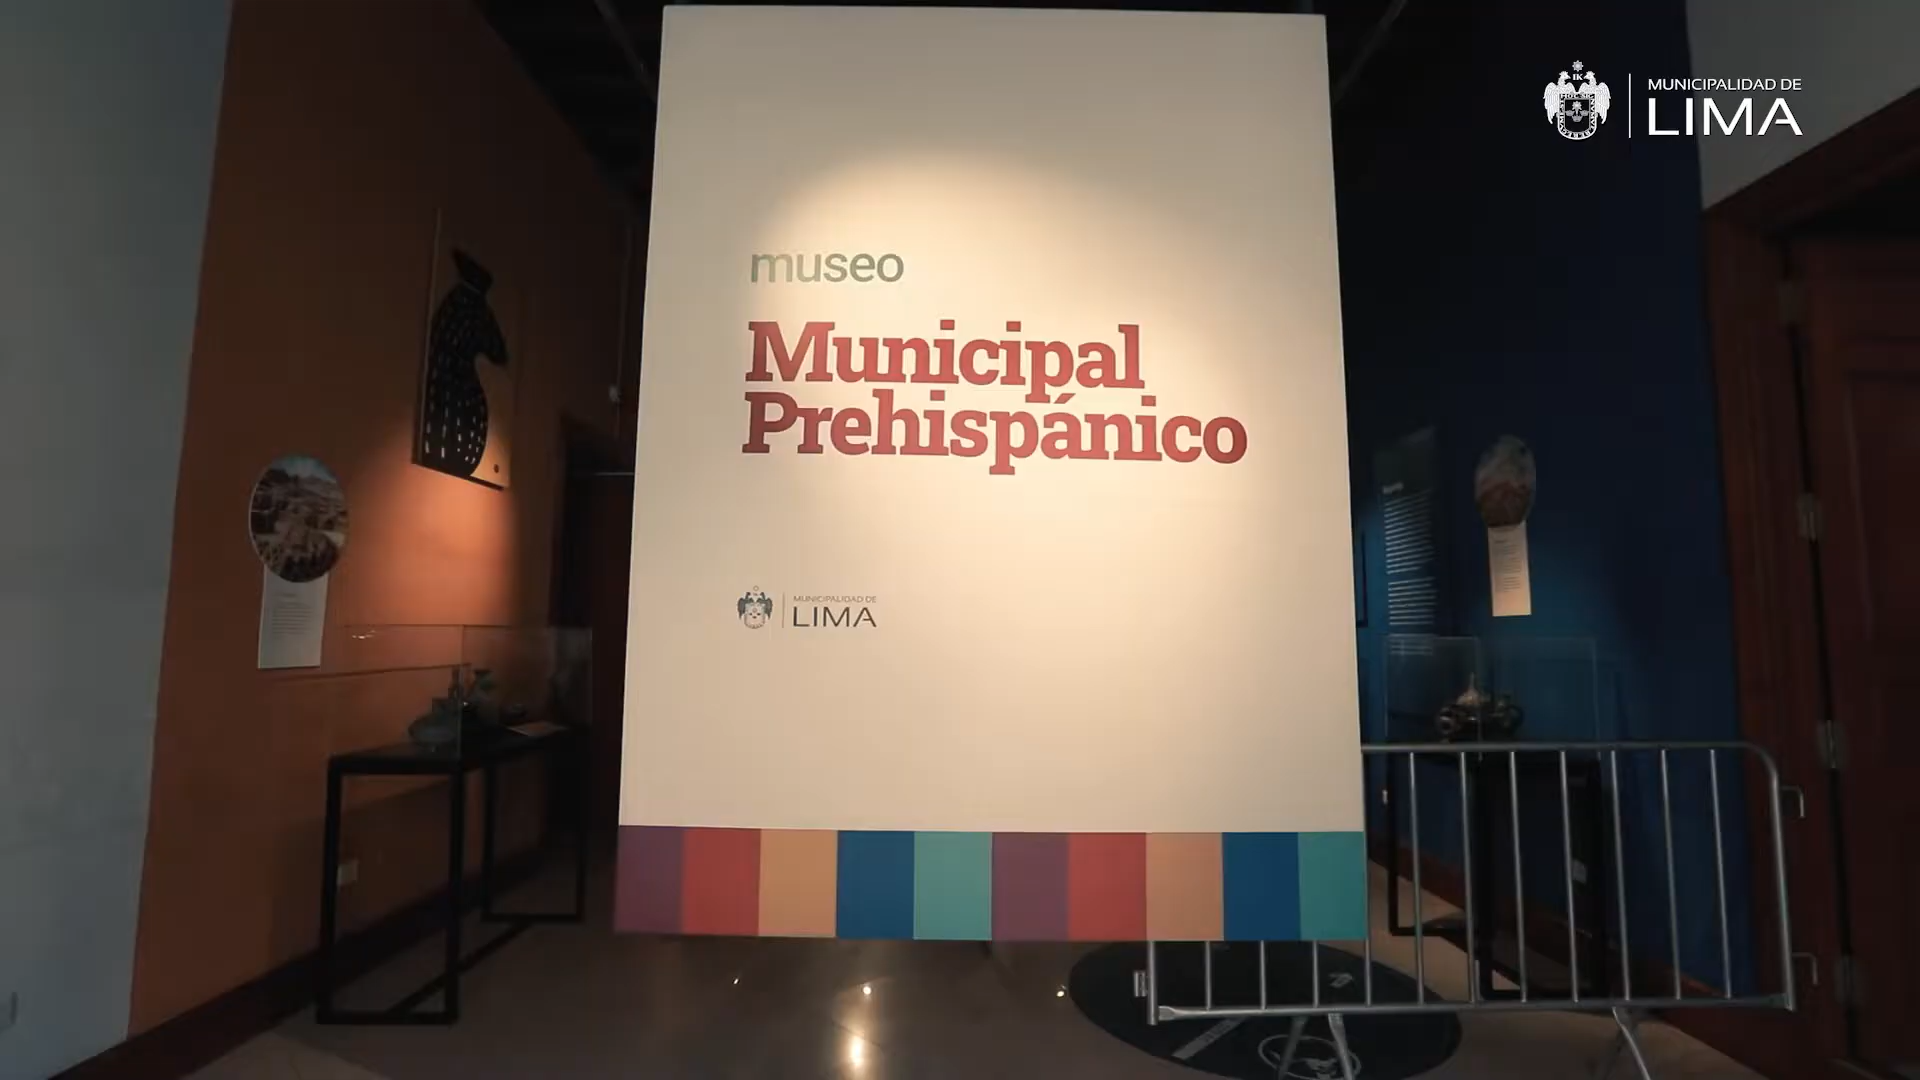 MUNICIPALIDAD DE
LIMA
museo
Municipal
Prehispánico
MUNICIPALIDAD DE
LIMA